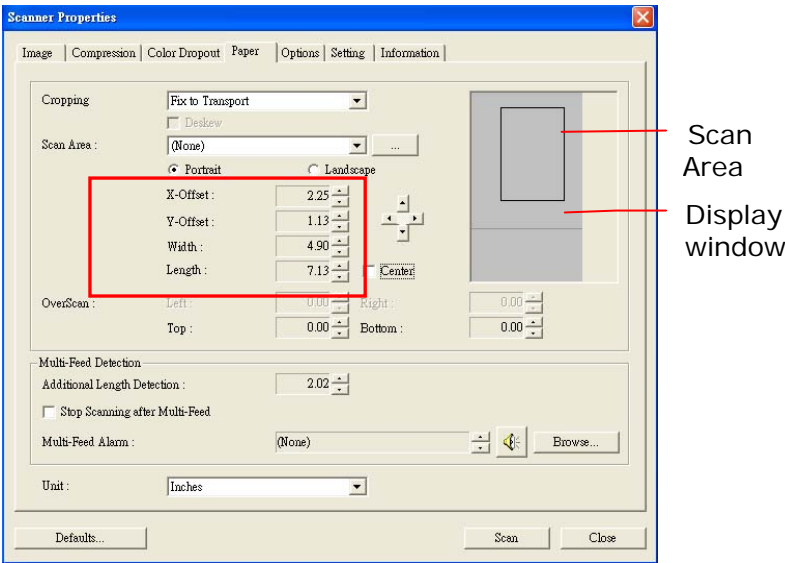 Scanner Properties
Image Compression Color Dropout Paper Options Setting Information
Cropping Fix to Transport
Deskew
Scan Area : (None) ...
Portrait Landscape
X-Offset : 2.25
Y-Offset : 1.13
Width : 4.90
Length : 7.13 Center
OverScan : Left : 0.00 Right : 0.00
Top : 0.00 Bottom : 0.00
Multi-Feed Detection
Additional Length Detection : 2.02
Stop Scanning after Multi-Feed
Multi-Feed Alarm : (None) Browse...
Unit : Inches
Defaults... Scan Close
Scan
Area
Display
window